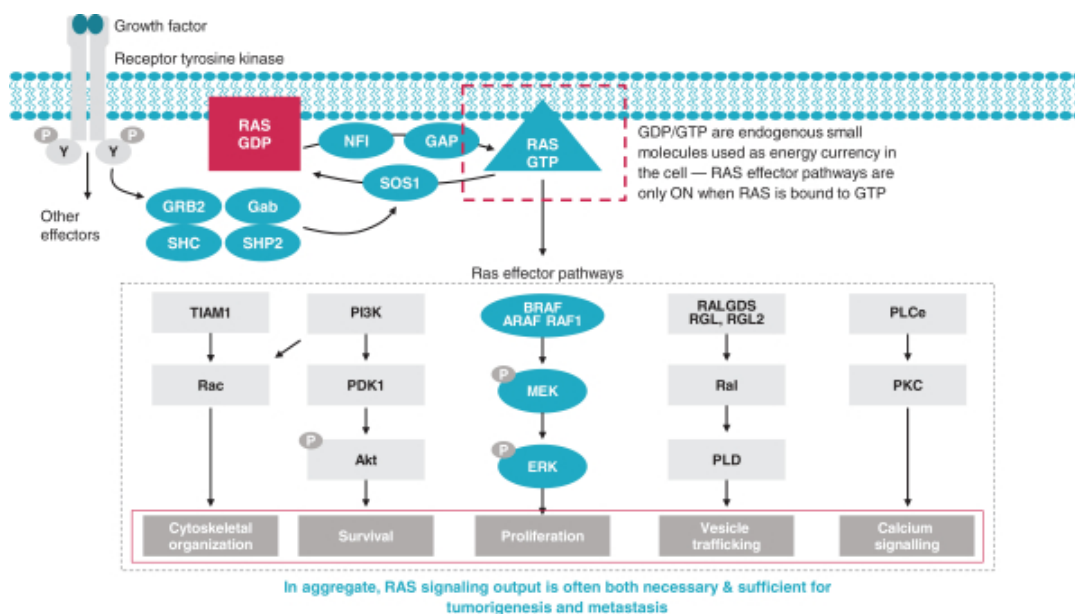 Growth factor
Receptor tyrosine kinase
P
P
Y
Y
Other
effectors
GRB2
Gab
SHC
SHP2
RAS
GDP
NFI
GAP
SOS1
RAS
GTP
GDP/GTP are endogenous small
molecules used as energy currency in
the cell — RAS effector pathways are
only ON when RAS is bound to GTP
Ras effector pathways
TIAM1
PI3K
BRAF
ARAF RAF1
RALGDS
RGL, RGL2
PLCe
Rac
PDK1
P
MEK
Ral
PKC
P
Akt
P
ERK
PLD
Cytoskeletal
organization
Survival
Proliferation
Vesicle
trafficking
Calcium
signalling
In aggregate, RAS signaling output is often both necessary & sufficient for
tumorigenesis and metastasis